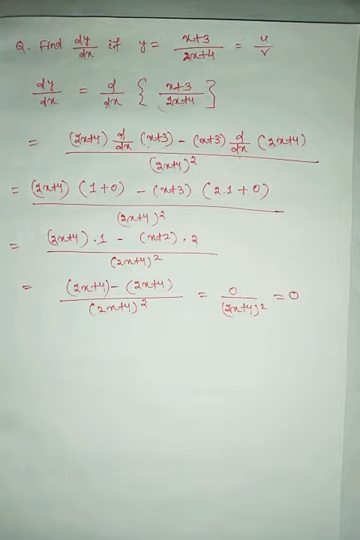 Q. Find dy/dx if y = x+3/2x+4 = u/v
dy/dx = d/dx { x+3/2x+4 }
= (2x+4) d/dx (x+3) - (x+3) d/dx (2x+4) / (2x+4)²
= (2x+4) (1+0) - (x+3) (2.1+0) / (2x+4)²
= (2x+4) . 1 - (x+2) . 2 / (2x+4)²
= (2x+4) - (2x+4) / (2x+4)² = 0/(2x+4)² = 0